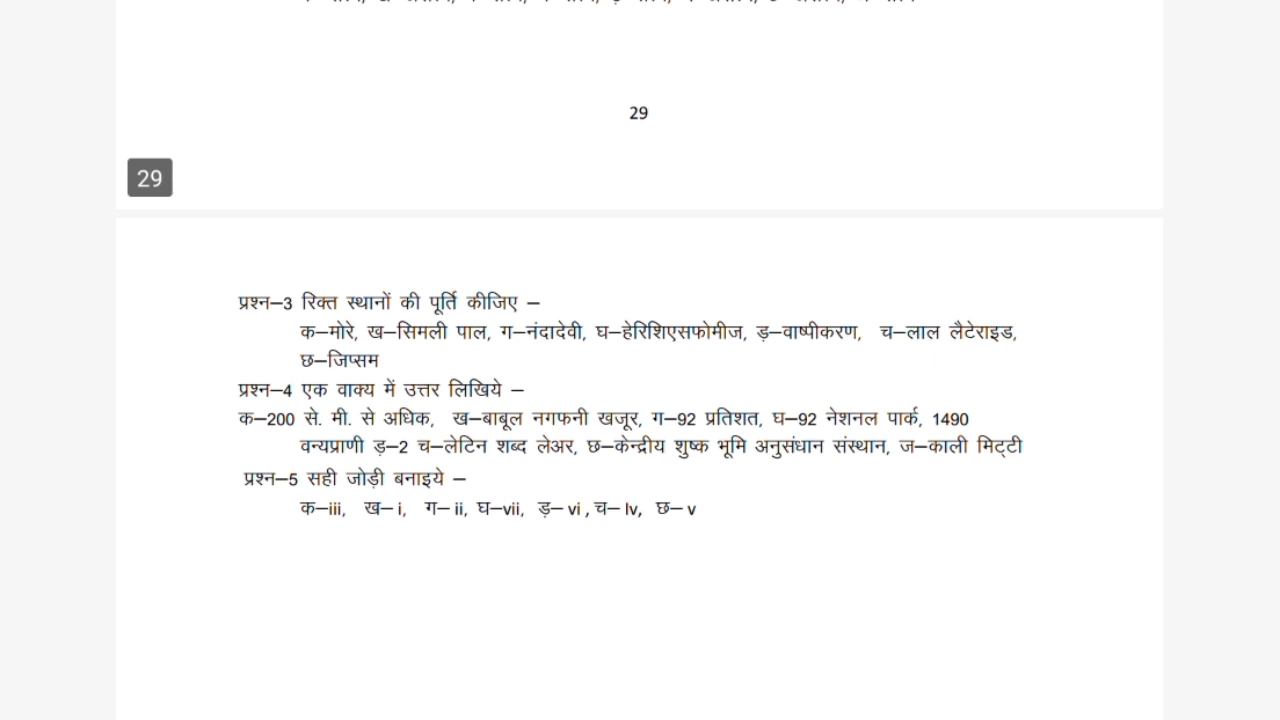 29
29
प्रश्न–3 रिक्त स्थानों की पूर्ति कीजिए –
क–मोरे, ख–सिमली पाल, ग–नंदादेवी, घ–हेरिशिएसफोमीज, ड़–वाष्पीकरण, च–लाल लैटेराइड,
छ–जिप्सम
प्रश्न–4 एक वाक्य में उत्तर लिखिये –
क–200 से. मी. से अधिक, ख–बाबूल नगफनी खजूर, ग–92 प्रतिशत, घ–92 नेशनल पार्क, 1490
वन्यप्राणी ड़–2 च–लेटिन शब्द लेअर, छ–केन्द्रीय शुष्क भूमि अनुसंधान संस्थान, ज–काली मिट्टी
प्रश्न–5 सही जोड़ी बनाइये –
क–iii, ख– i, ग– ii, घ–vii, ड़– vi , च– Iv, छ– v